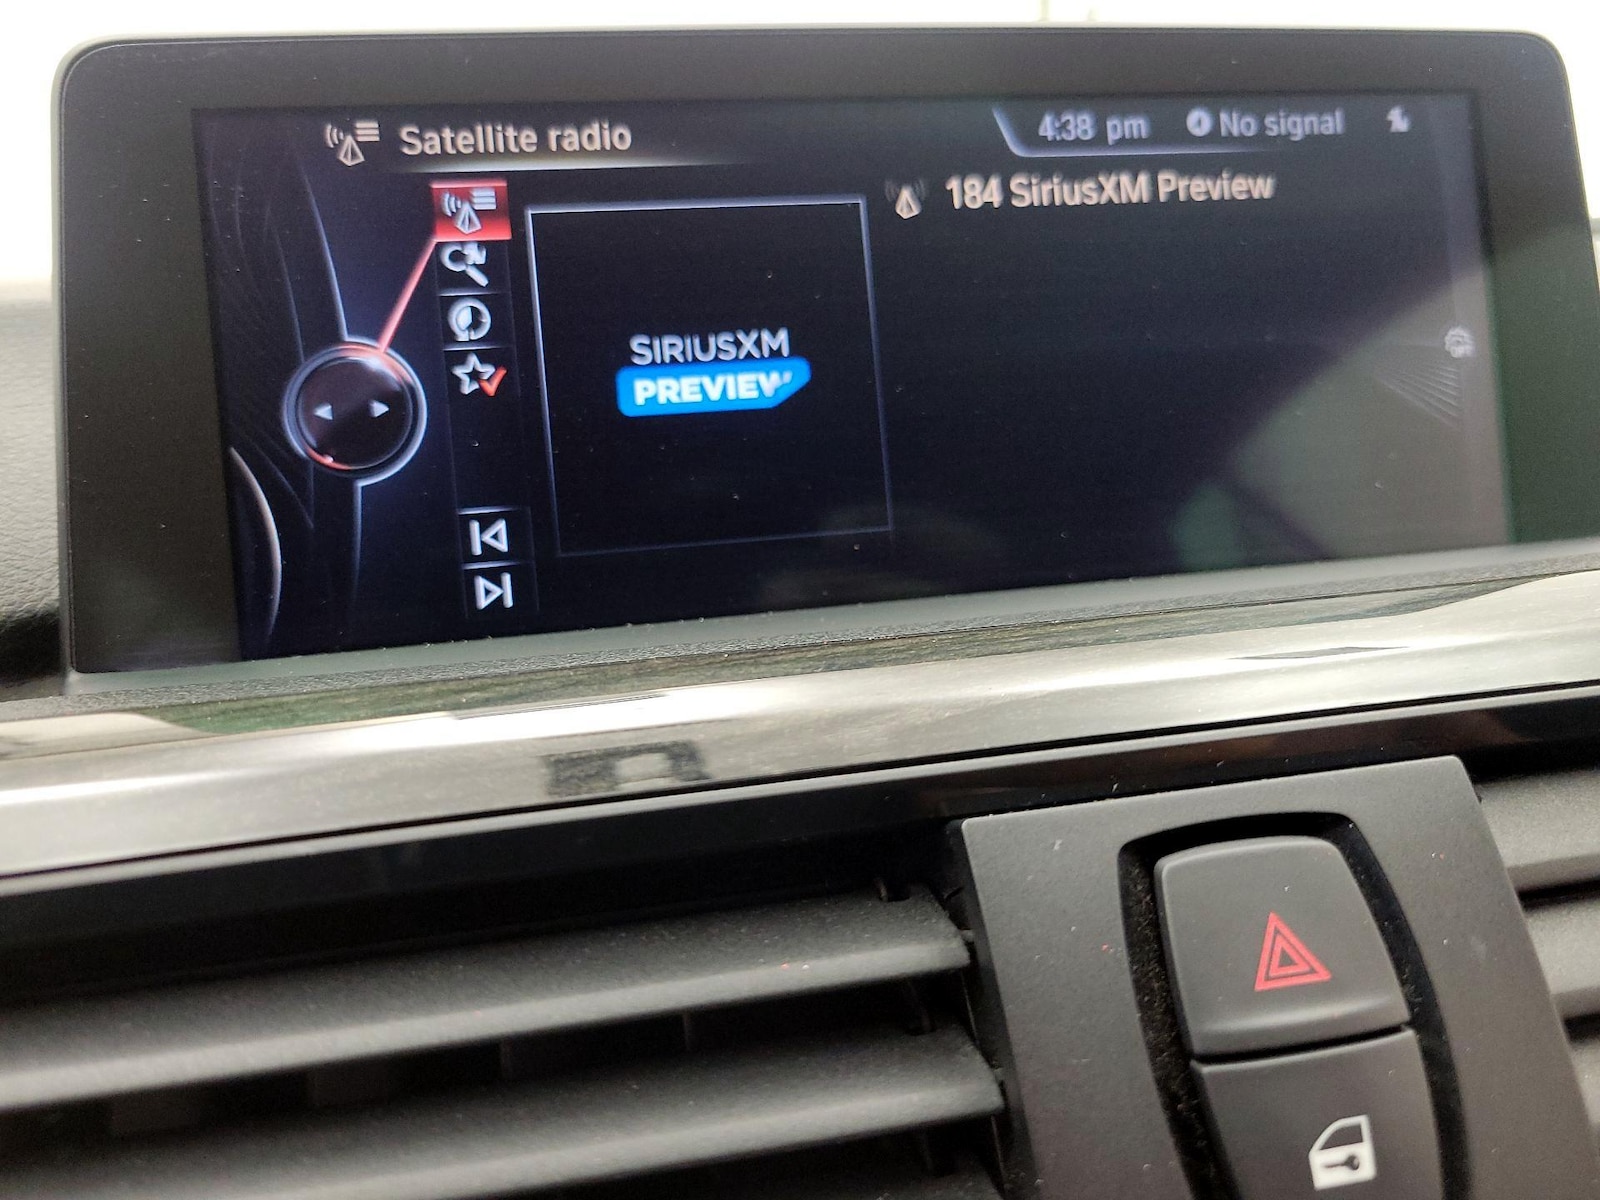 Satellite radio
4:38 pm
No signal
184 SiriusXM Preview
SIRIUSXM
PREVIEW